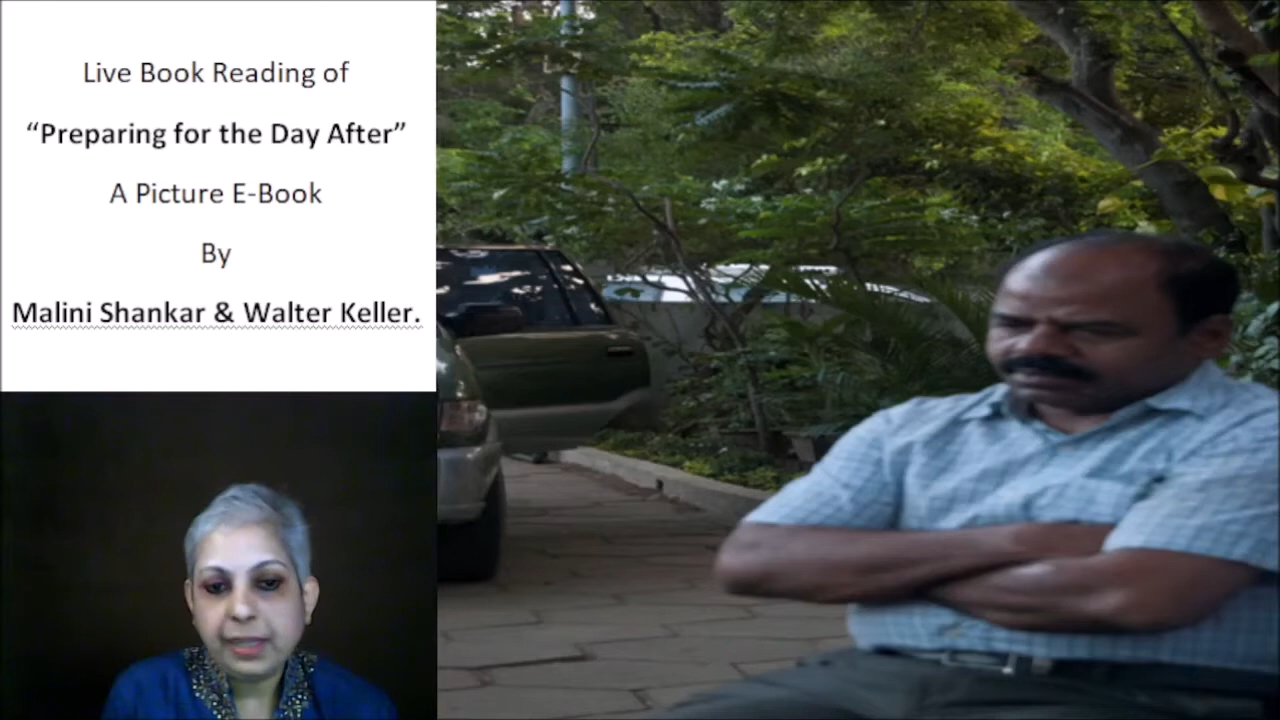 Live Book Reading of
“Preparing for the Day After”
A Picture E-Book
By
Malini Shankar & Walter Keller.